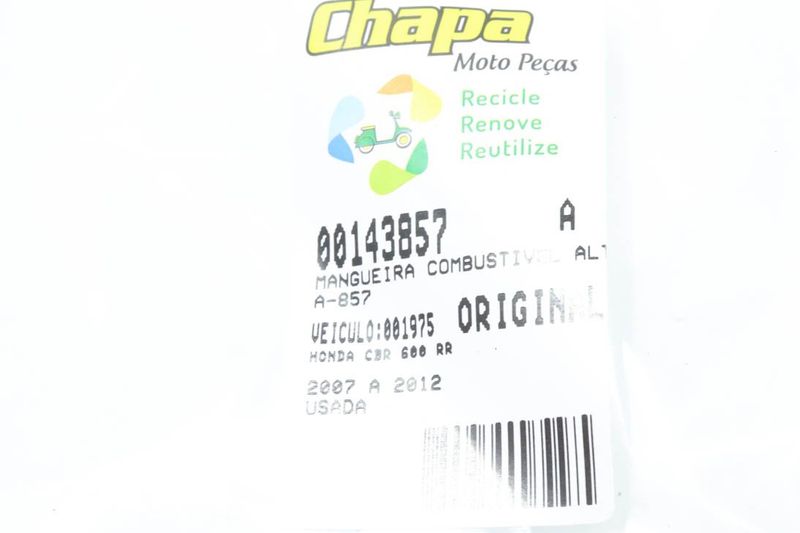 Chapa
Moto Peças
Recicle
Renove
Reutilize
00143857 A
MANGUEIRA COMBUSTIVEL ALT
A-857
VEICULO:001975 ORIGINAL
HONDA CBR 600 RR
2007 A 2012
USADA